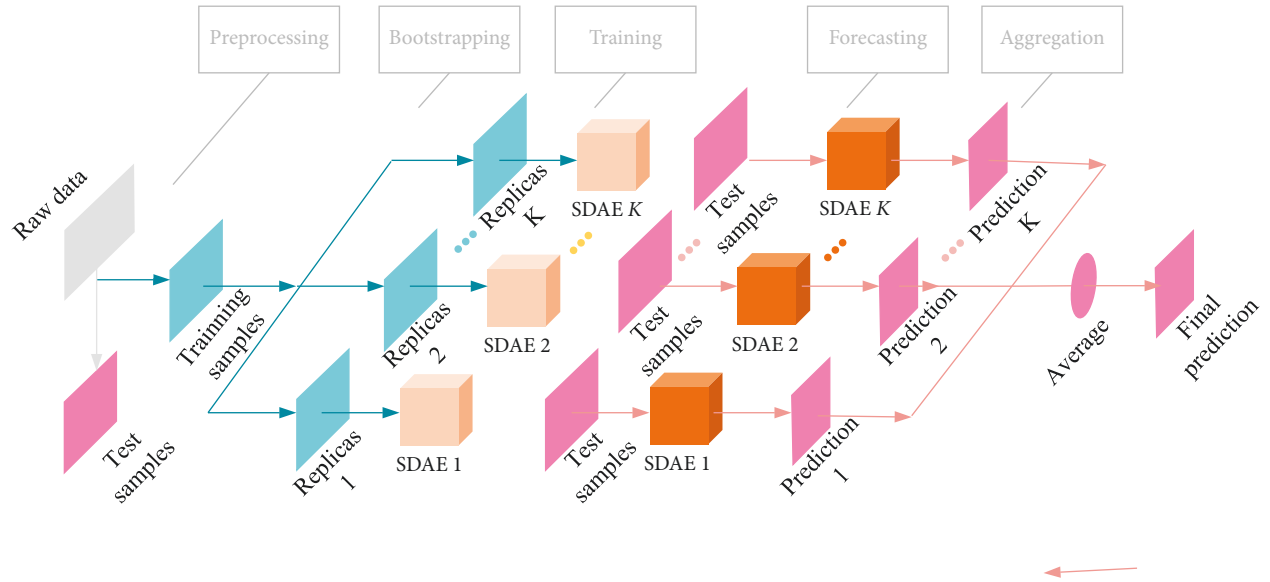 Preprocessing
Bootstrapping
Training
Forecasting
Aggregation
Raw data
Trainning
samples
Test
samples
Replicas
K
Replicas
2
Replicas
1
SDAE K
SDAE 2
SDAE 1
Test
samples
Test
samples
Test
samples
SDAE K
SDAE 2
SDAE 1
Prediction
K
Prediction
2
Prediction
1
Average
Final
prediction